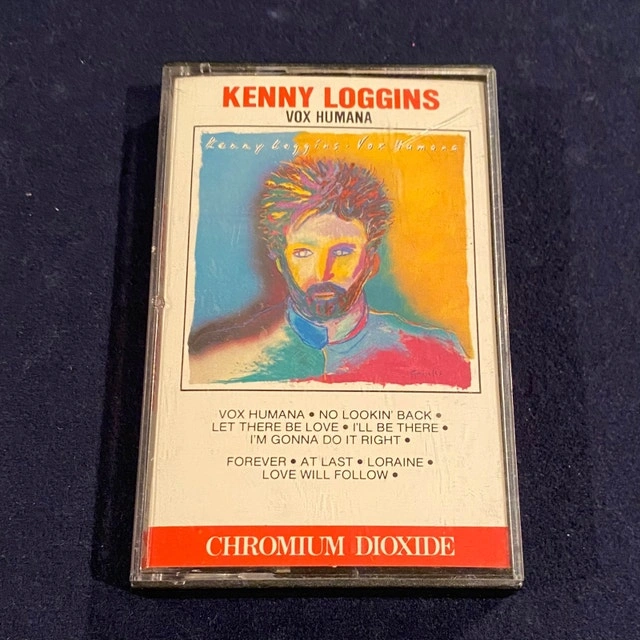 KENNY LOGGINS
VOX HUMANA
Kenny Loggins · Vox Humana
VOX HUMANA • NO LOOKIN' BACK •
LET THERE BE LOVE • I'LL BE THERE •
I'M GONNA DO IT RIGHT •
FOREVER • AT LAST • LORAINE •
LOVE WILL FOLLOW •
CHROMIUM DIOXIDE